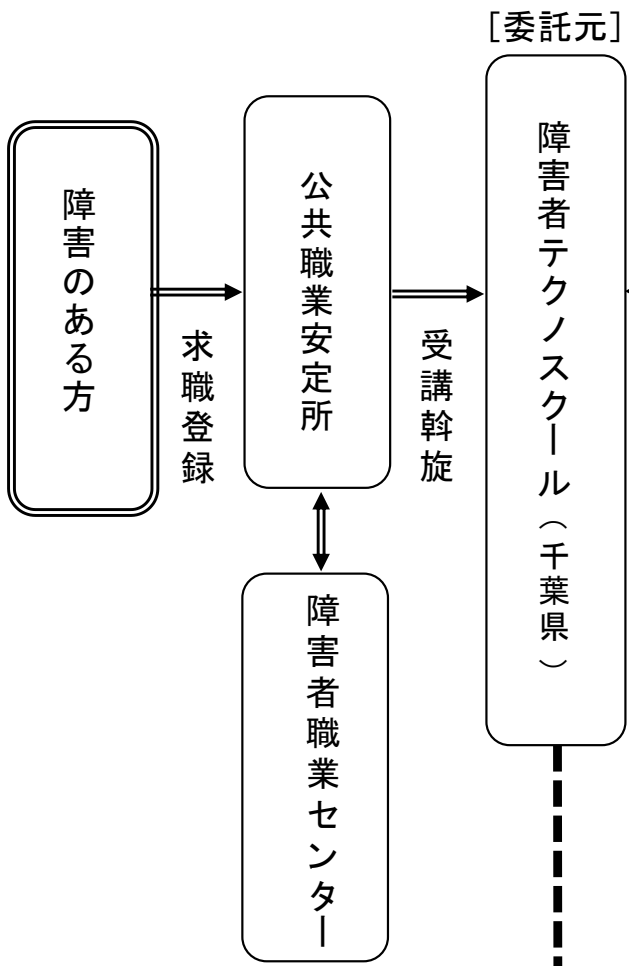 [委託元]
障害のある方
求職登録
公共職業安定所
受講斡旋
障害者テクノスクール（千葉県）
障害者職業センター